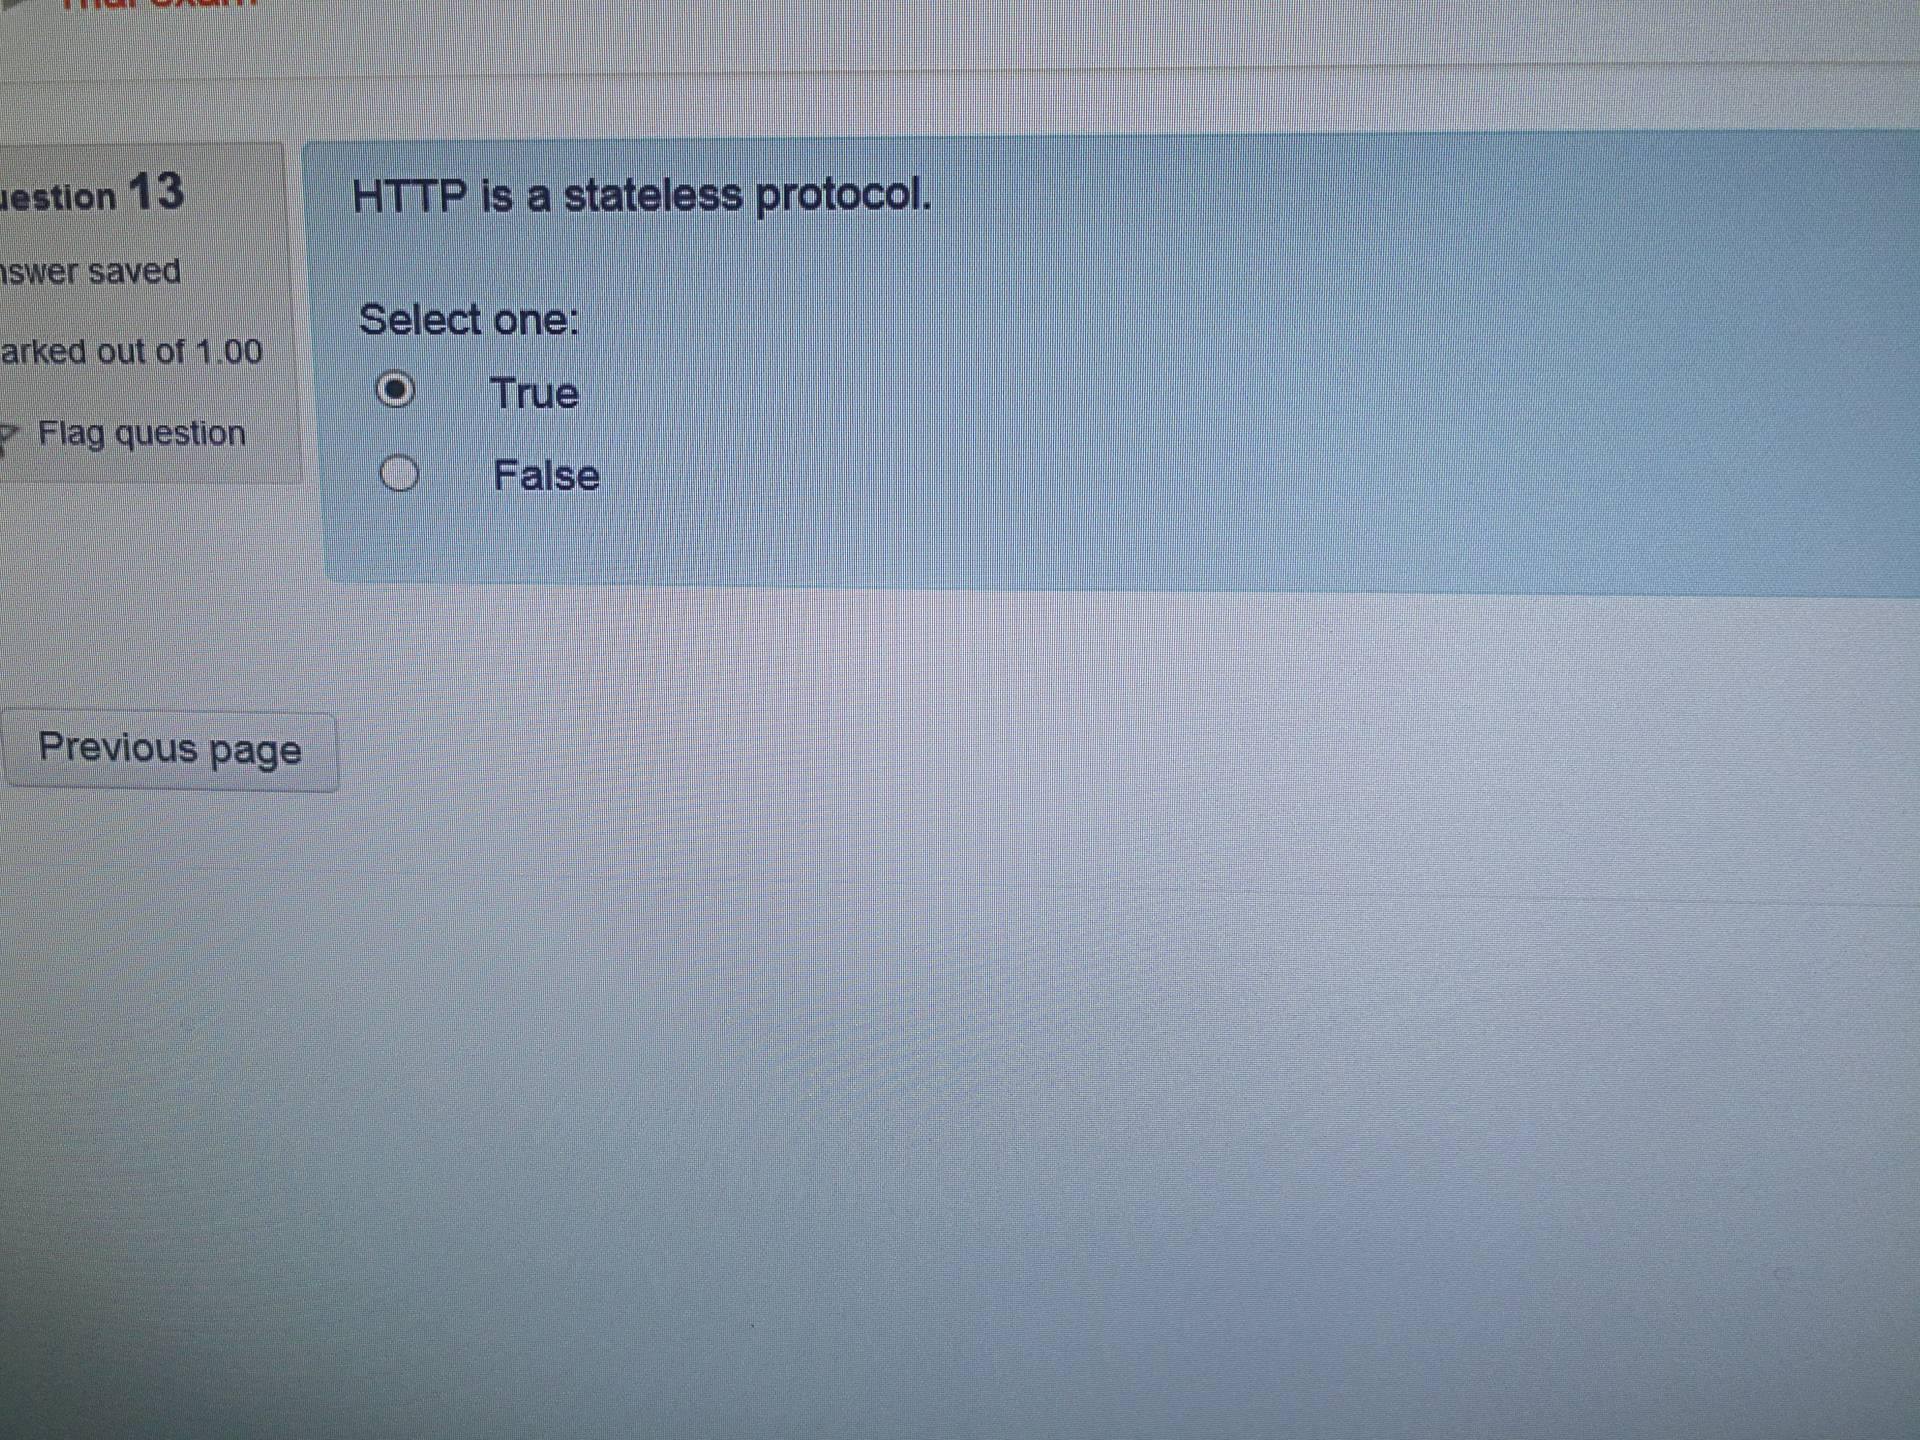 exam
uestion 13
HTTP is a stateless protocol.
nswer saved
Select one:
arked out of 1.00
True
Flag question
False
Previous page